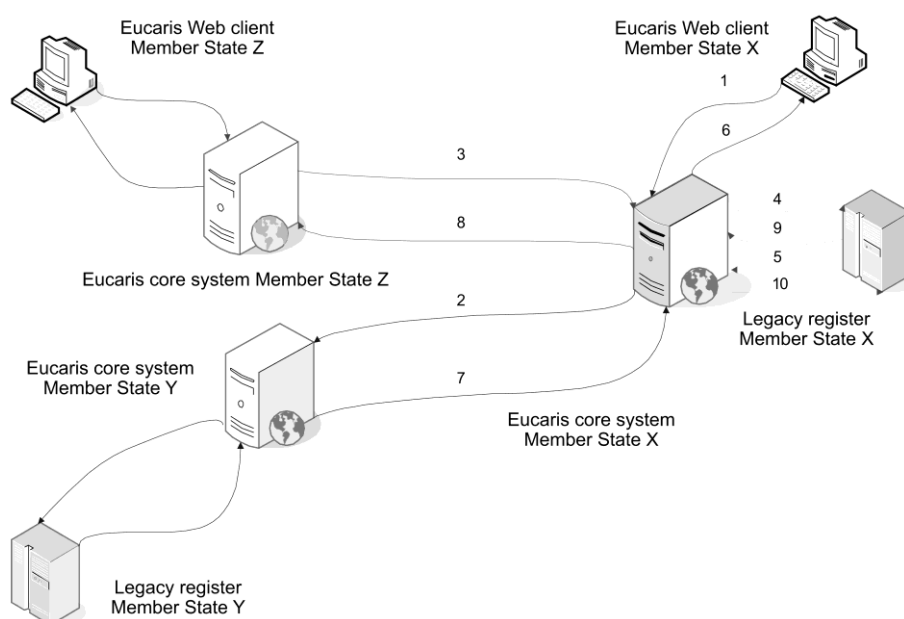 Eucaris Web client
Member State Z
Eucaris Web client
Member State X
1
6
3
4
8
9
5
10
Eucaris core system Member State Z
2
Legacy register
Member State X
Eucaris core system
Member State Y
7
Eucaris core system
Member State X
Legacy register
Member State Y